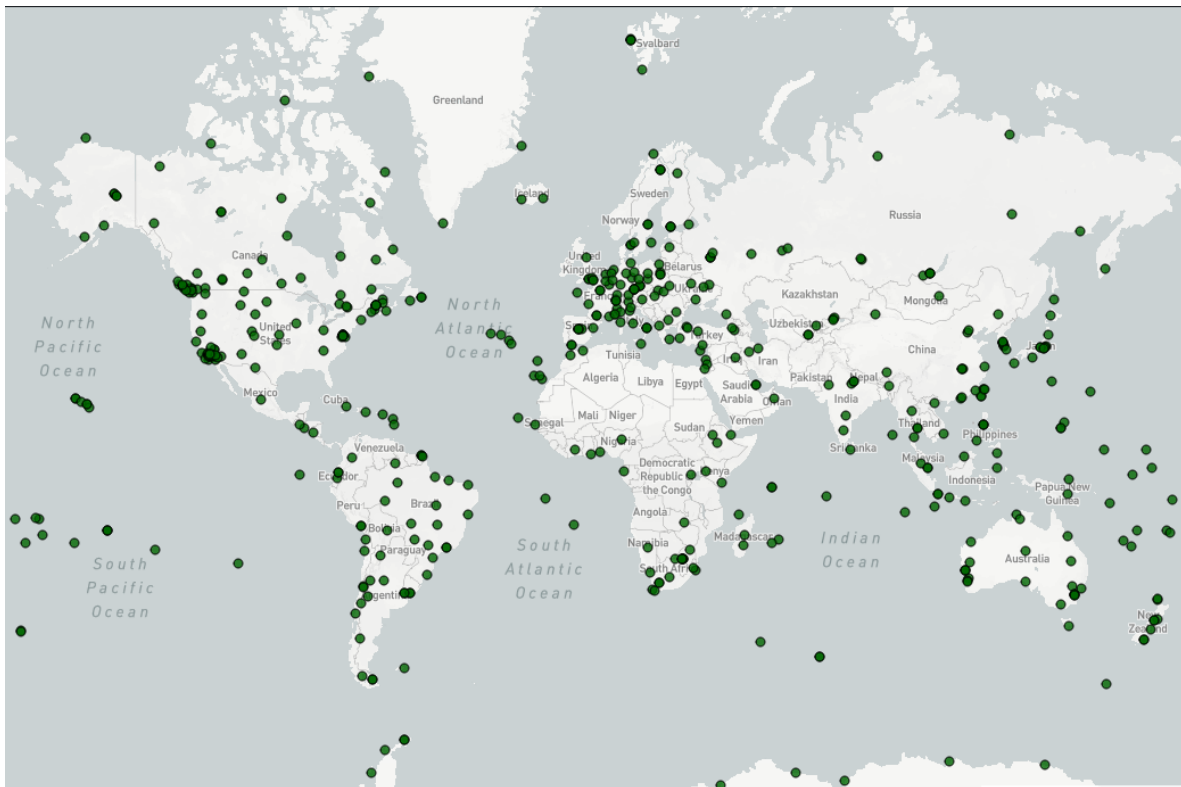 Svalbard
Greenland
Iceland
Sweden
Norway
Russia
Canada
United
Kingdom
Belarus
Ukraine
France
Kazakhstan
Mongolia
North
Pacific
Ocean
North
Atlantic
Ocean
United
States
Uzbekistan
Turkey
China
Japan
Tunisia
Iraq
Iran
Algeria
Libya
Egypt
Pakistan
Nepal
Mexico
Cuba
Saudi
Arabia
Oman
India
Mali
Niger
Senegal
Sudan
Yemen
Thailand
Philippines
Nigeria
Venezuela
Sri Lanka
Malaysia
Democratic
Republic
the Congo
Kenya
Ecuador
Indonesia
Papua New
Guinea
Peru
Brazil
Angola
Bolivia
Namibia
Madagascar
Indian
Ocean
Paraguay
Australia
South
Pacific
Ocean
South
Atlantic
Ocean
South Africa
Argentina
New
Zealand